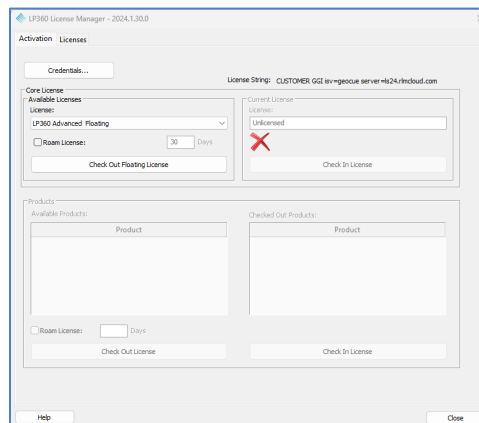 LP360 License Manager - 2024.1.30.0
Activation Licenses
Credentials...
License String: CUSTOMER GGI isv=geocue server=ls24.rlmcloud.com
Core License
Available Licenses
License:
LP360 Advanced Floating
Roam License: 30 Days
Check Out Floating License
Current License
License:
Unlicensed
Check In License
Products
Available Products:
Product
Roam License: Days
Check Out License
Checked Out Products:
Product
Check In License
Help
Close